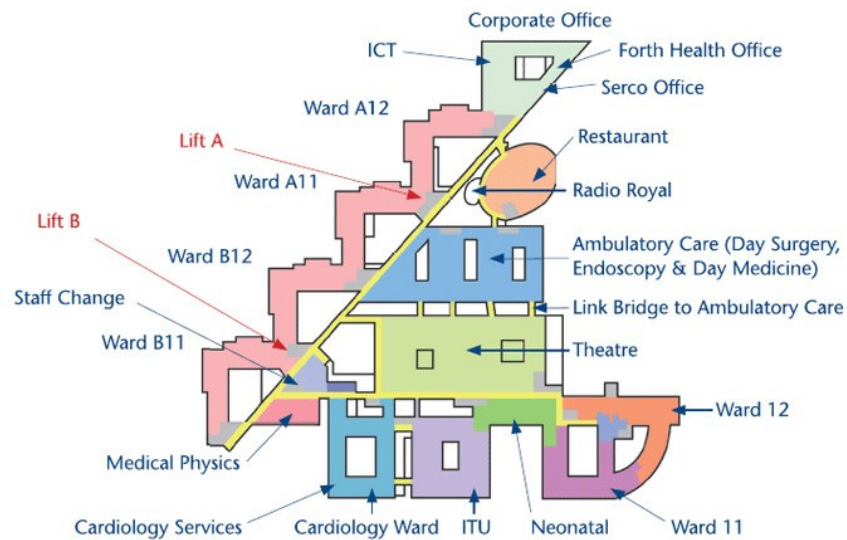 Corporate Office
ICT
Forth Health Office
Serco Office
Ward A12
Restaurant
Lift A
Ward A11
Radio Royal
Lift B
Ward B12
Ambulatory Care (Day Surgery,
Endoscopy & Day Medicine)
Staff Change
Link Bridge to Ambulatory Care
Ward B11
Theatre
Ward 12
Medical Physics
Cardiology Services
Cardiology Ward
ITU
Neonatal
Ward 11